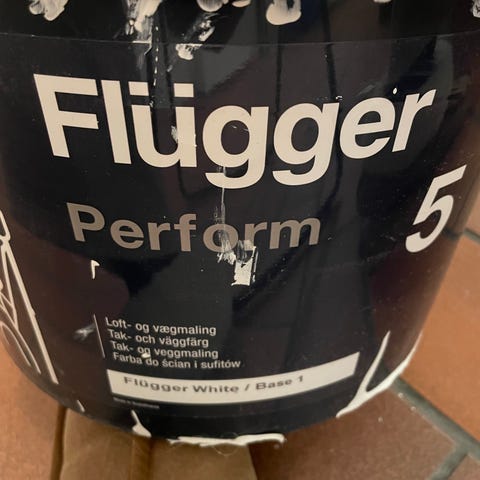 Flügger
Perform 5
Loft- og vægmaling
Tak- och väggfärg
Tak- og veggmaling
Farba do ścian i sufitów
Flügger White / Base 1